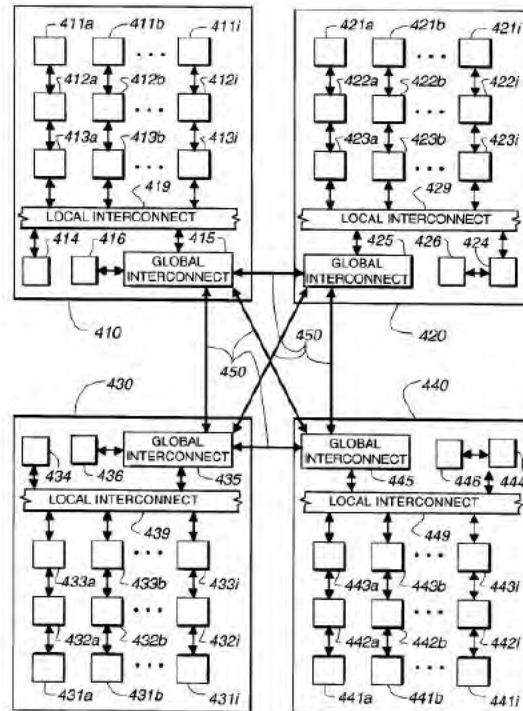 411a 411b 411i 421a 421b 421i
412a 412b 412i 422a 422b 422i
413a 413b 413i 423a 423b 423i
419 429
LOCAL INTERCONNECT LOCAL INTERCONNECT
414 416 415 425 426 424
GLOBAL INTERCONNECT GLOBAL INTERCONNECT
410 450 420
450
430 440
GLOBAL INTERCONNECT GLOBAL INTERCONNECT
434 436 435 445 446 444
LOCAL INTERCONNECT LOCAL INTERCONNECT
439 449
433a 433b 433i 443a 443b 443i
432a 432b 432i 442a 442b 442i
431a 431b 431i 441a 441b 441i